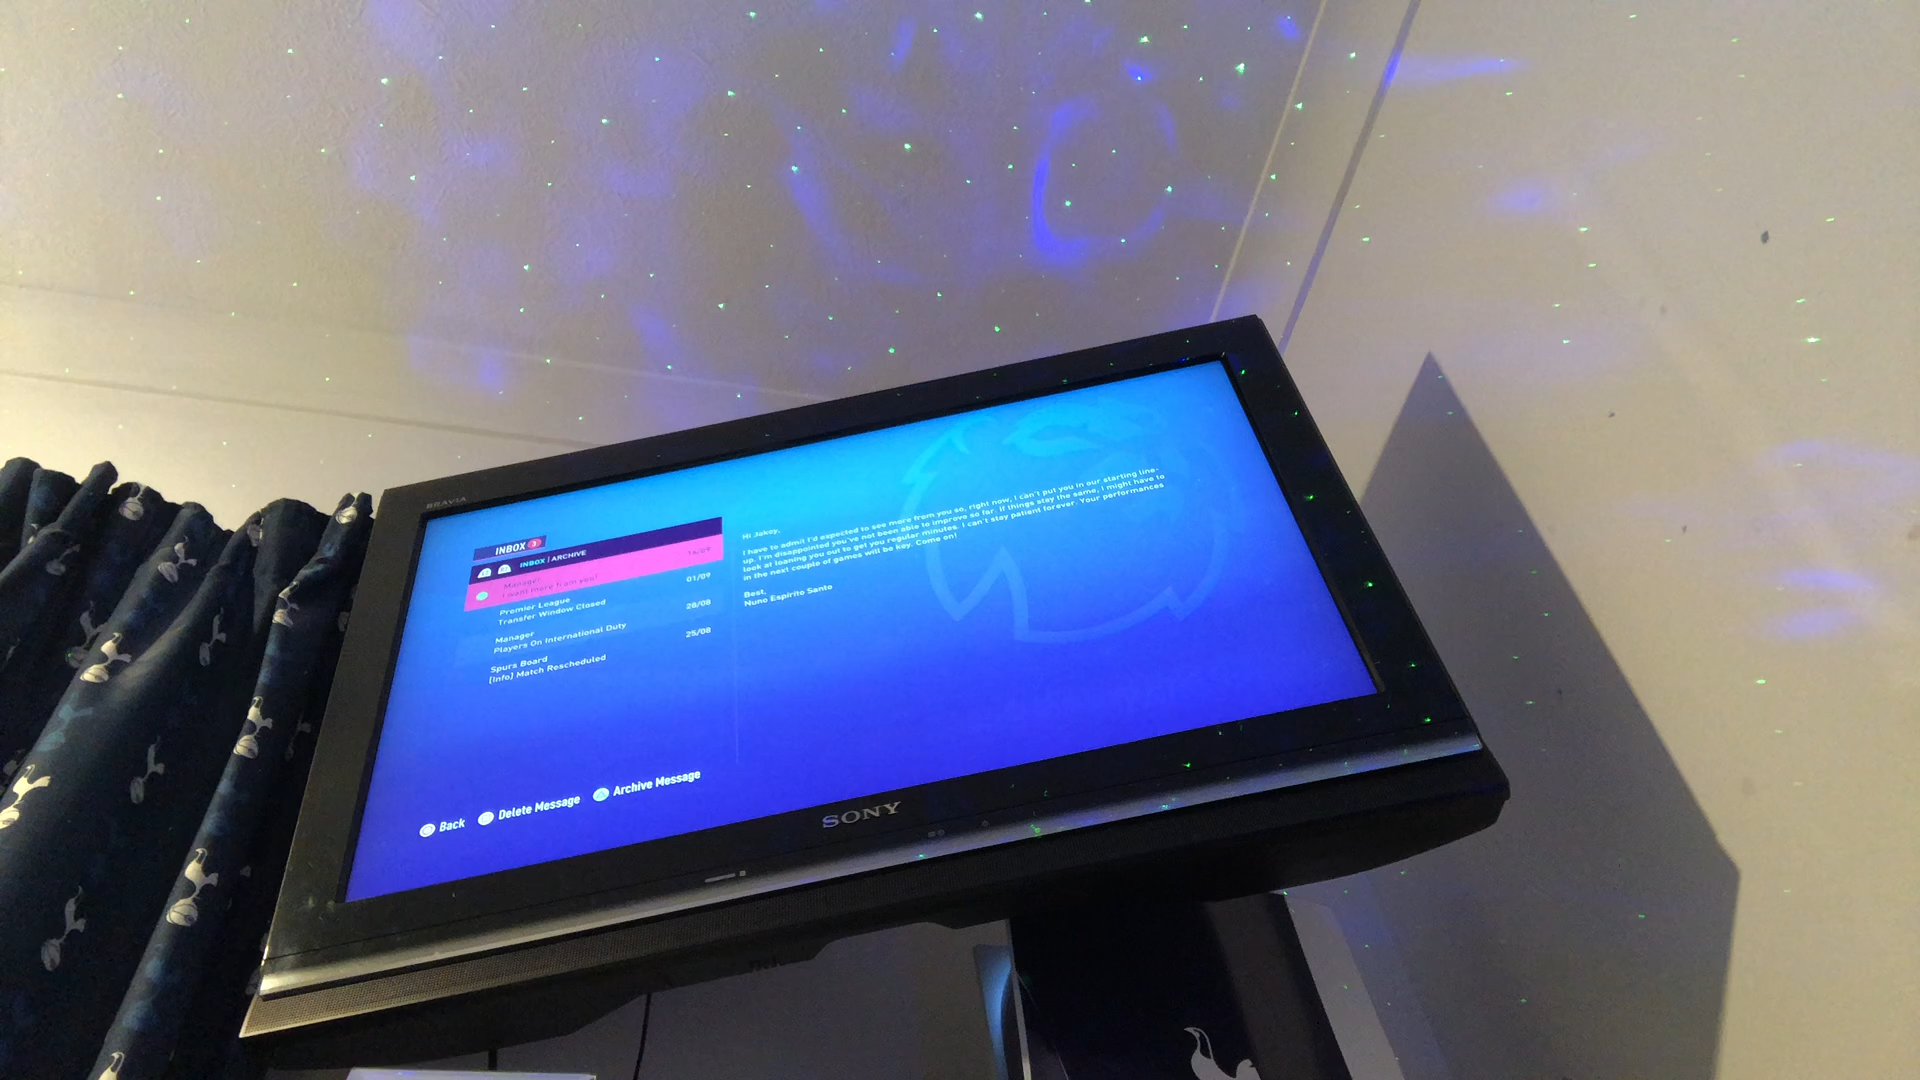 BRAVIA
INBOX 3
INBOX | ARCHIVE
Manager 16/09
I want more from you!
Premier League 01/09
Transfer Window Closed
Manager 28/08
Players On International Duty
Spurs Board 25/08
[Info] Match Rescheduled
Hi Jakey,
I have to admit I'd expected to see more from you so, right now, I can't put you in our starting line-
up. I'm disappointed you've not been able to improve so far. If things stay the same, I might have to
look at loaning you out to get you regular minutes. I can't stay patient forever. Your performances
in the next couple of games will be key. Come on!
Best,
Nuno Espírito Santo
Back Delete Message Archive Message
SONY